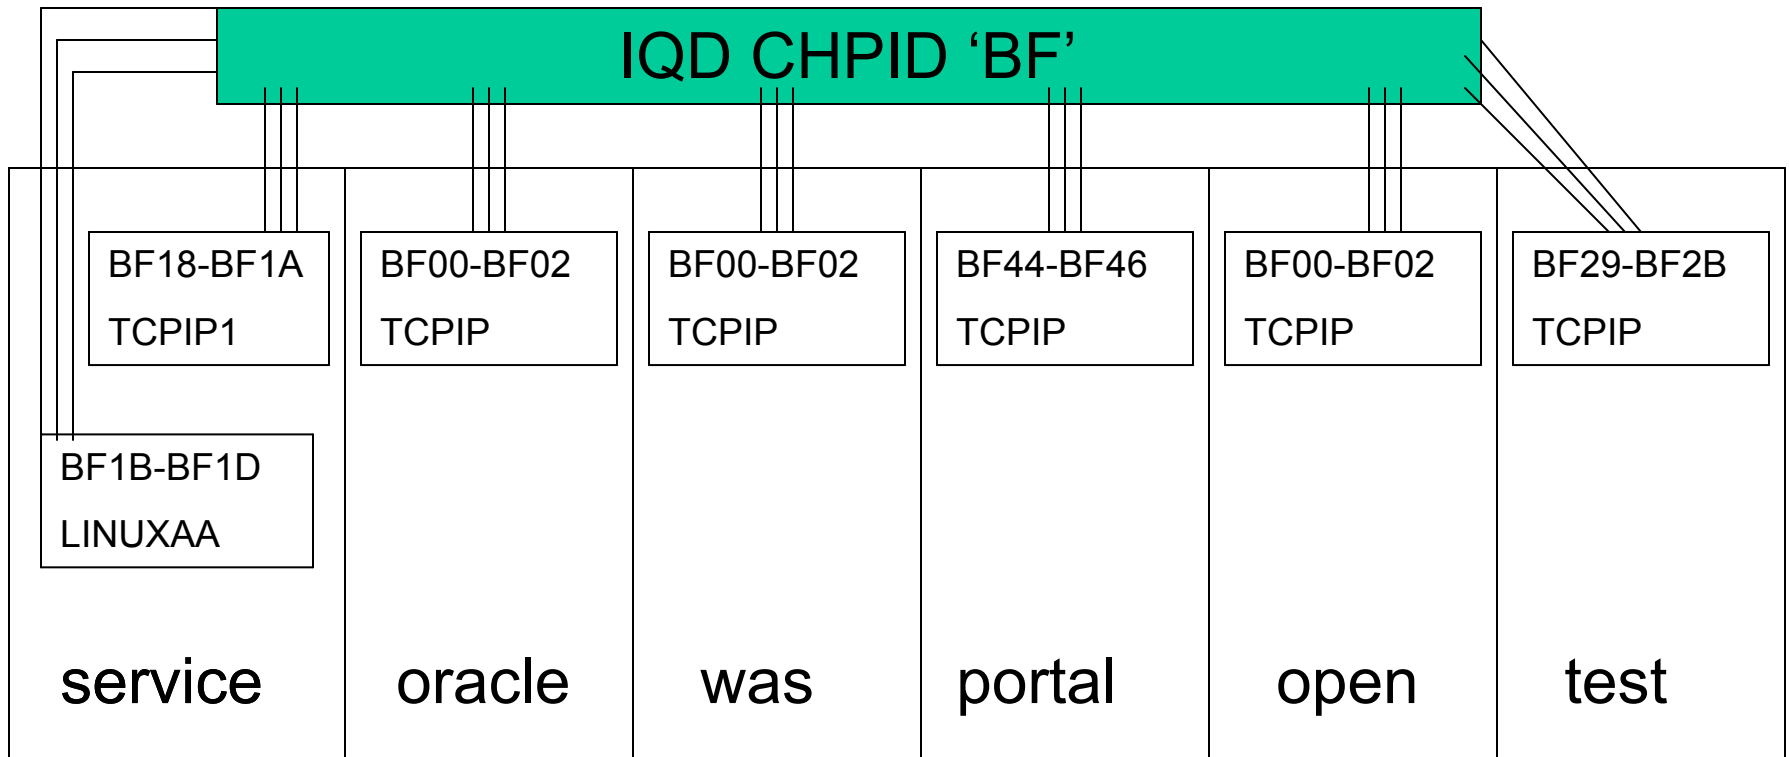 IQD CHPID ‘BF’
BF18-BF1A
TCPIP1
BF00-BF02
TCPIP
BF00-BF02
TCPIP
BF44-BF46
TCPIP
BF00-BF02
TCPIP
BF29-BF2B
TCPIP
BF1B-BF1D
LINUXAA
service
oracle
was
portal
open
test